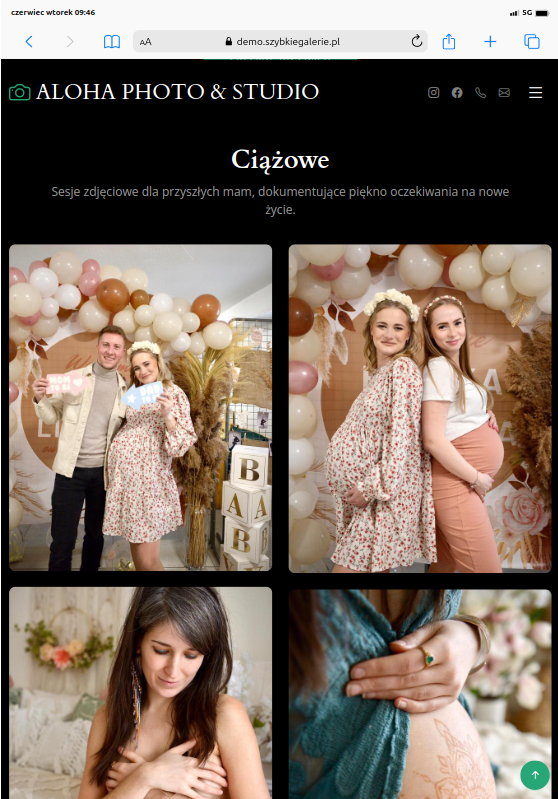 czerwiec wtorek 09:46
5G
AA
demo.szybkiegalerie.pl
ALOHA PHOTO & STUDIO
Ciążowe
Sesje zdjęciowe dla przyszłych mam, dokumentujące piękno oczekiwania na nowe
życie.
MOM
B
A
A
B